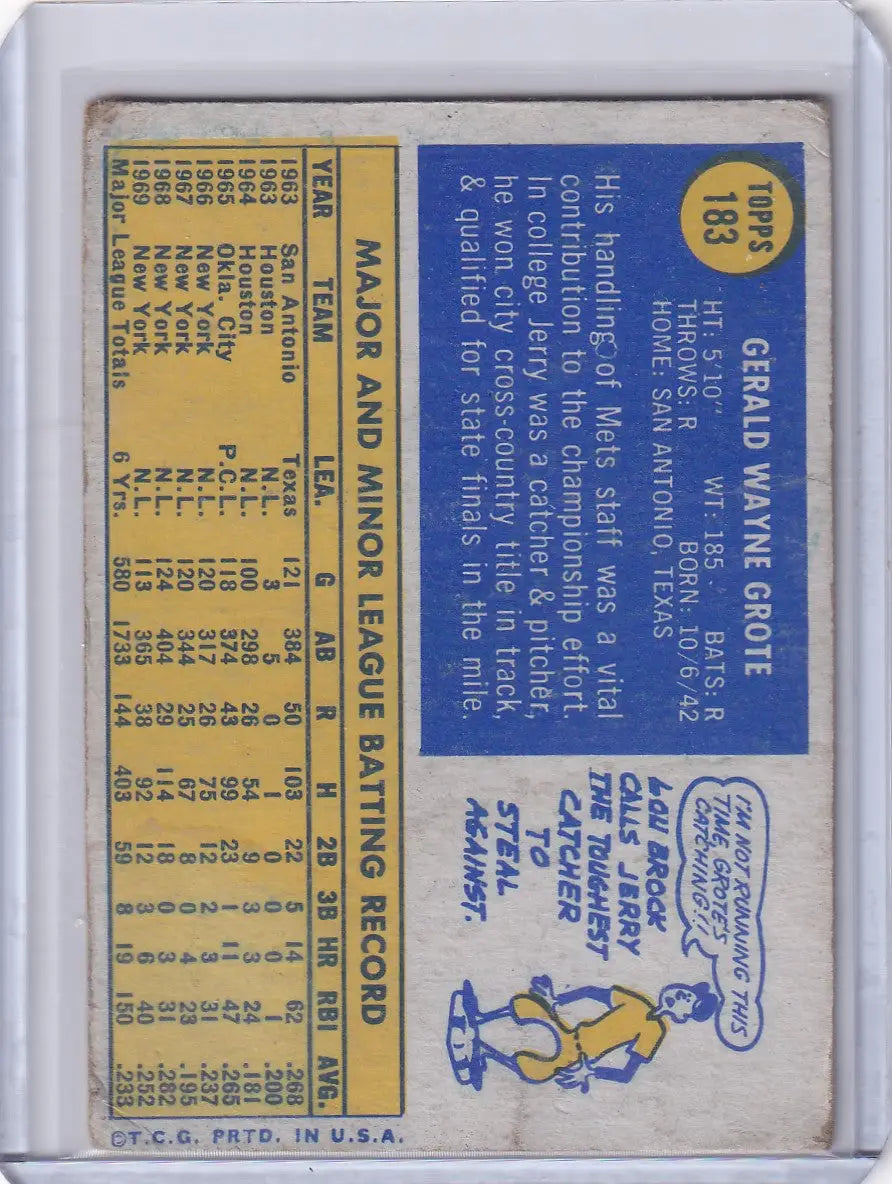 TOPPS
183
GERALD WAYNE GROTE
HT: 5'10" WT: 185 BATS: R
THROWS: R BORN: 10/6/42
HOME: SAN ANTONIO, TEXAS
His handling of Mets staff was a vital
contribution to the championship effort.
In college Jerry was a catcher & pitcher,
he won city cross-country title in track,
& qualified for state finals in the mile.
I'M NOT RUNNING THIS
TIME GROTE'S
CATCHING!!
LOU BROCK
CALLS JERRY
THE TOUGHEST
CATCHER
TO
STEAL
AGAINST.
MAJOR AND MINOR LEAGUE BATTING RECORD
YEAR TEAM LEA. G AB R H 2B 3B HR RBI AVG.
1963 San Antonio Texas 121 384 50 103 22 5 14 62 .268
1963 Houston N.L. 3 5 0 1 0 0 0 1 .200
1964 Houston N.L. 100 298 26 54 9 3 3 24 .181
1965 Okla. City P.C.L. 118 374 43 99 23 1 11 47 .265
1966 New York N.L. 120 317 26 75 12 2 3 31 .237
1967 New York N.L. 120 344 25 67 8 0 4 23 .195
1968 New York N.L. 124 404 29 114 18 0 3 31 .282
1969 New York N.L. 113 365 38 92 12 3 6 40 .252
Major League Totals 6 Yrs. 580 1733 144 403 59 8 19 150 .233
©T.C.G. PRTD. IN U.S.A.